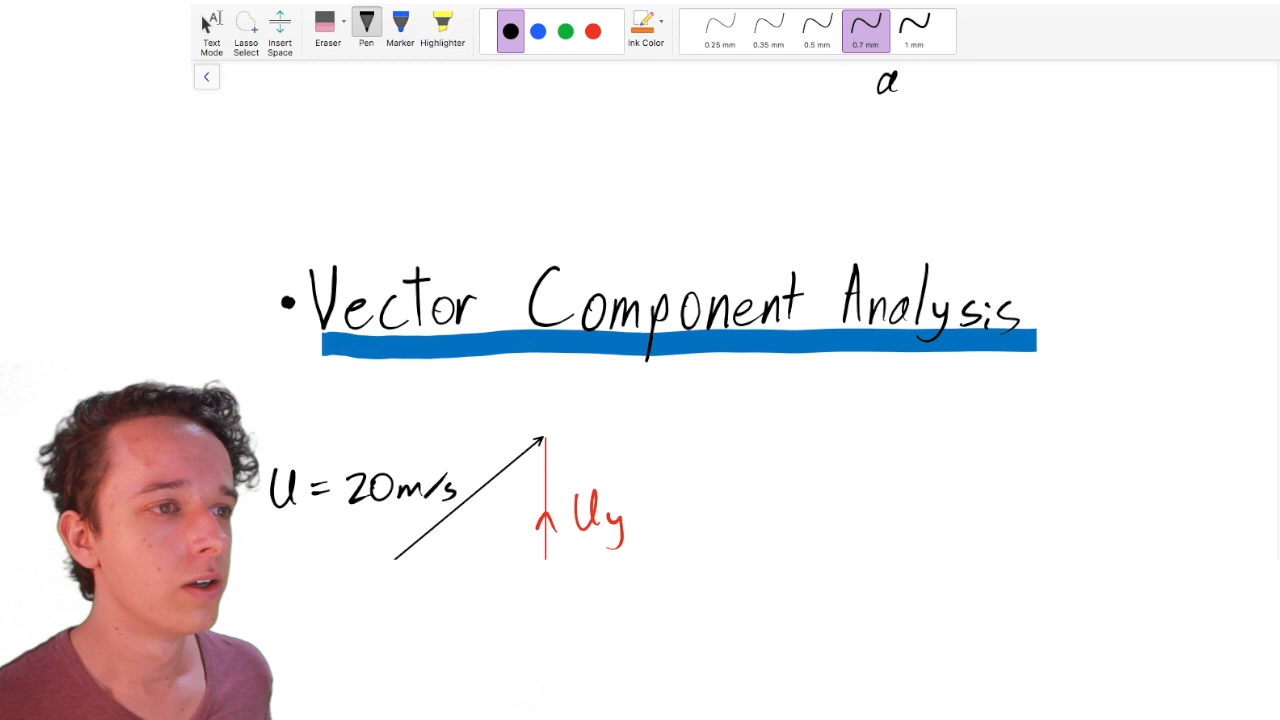 Text Mode
Lasso Select
Insert Space
Eraser
Pen
Marker
Highlighter
Ink Color
0.25 mm
0.35 mm
0.5 mm
0.7 mm
1 mm
a
• Vector Component Analysis
U = 20m/s
Uy